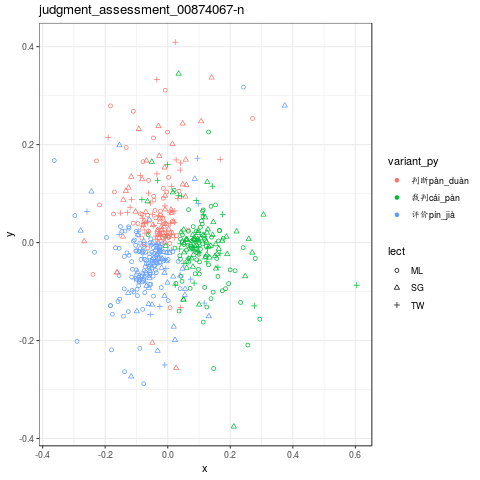 judgment_assessment_00874067-n
0.4
0.2
0.0
-0.2
-0.4
y
-0.4
-0.2
0.0
0.2
0.4
0.6
x
variant_py
判断pàn_duàn
裁判cái_pàn
评价pín_jià
lect
ML
SG
TW